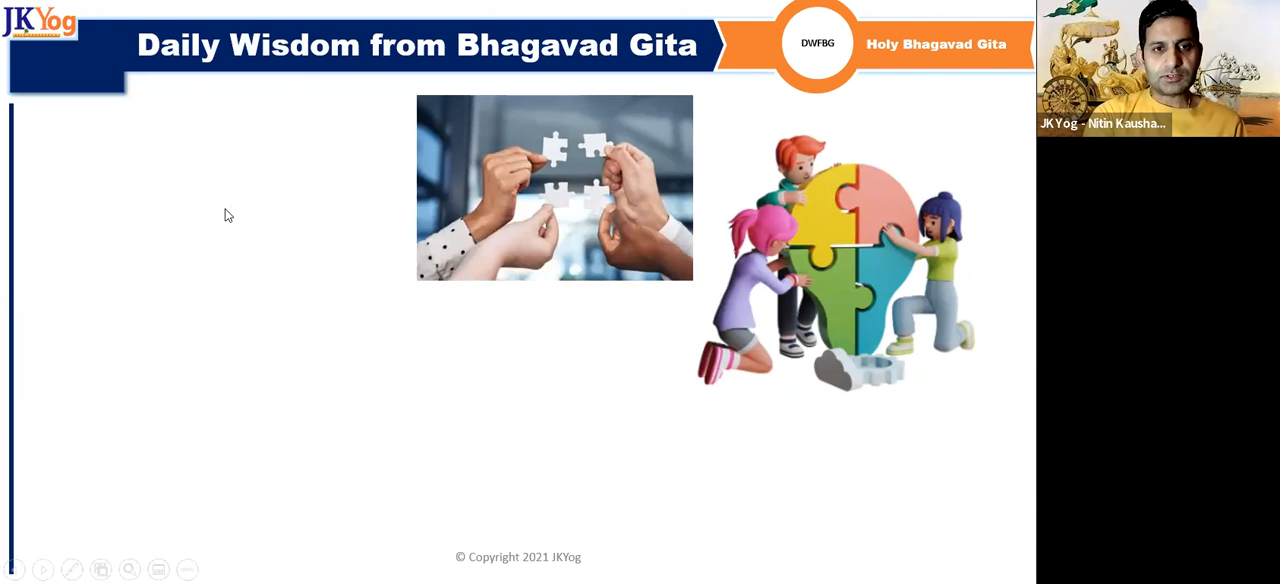 JKYog
Daily Wisdom from Bhagavad Gita
DWFBG
Holy Bhagavad Gita
JK Yog - Nitin Kausha...
© Copyright 2021 JKYog